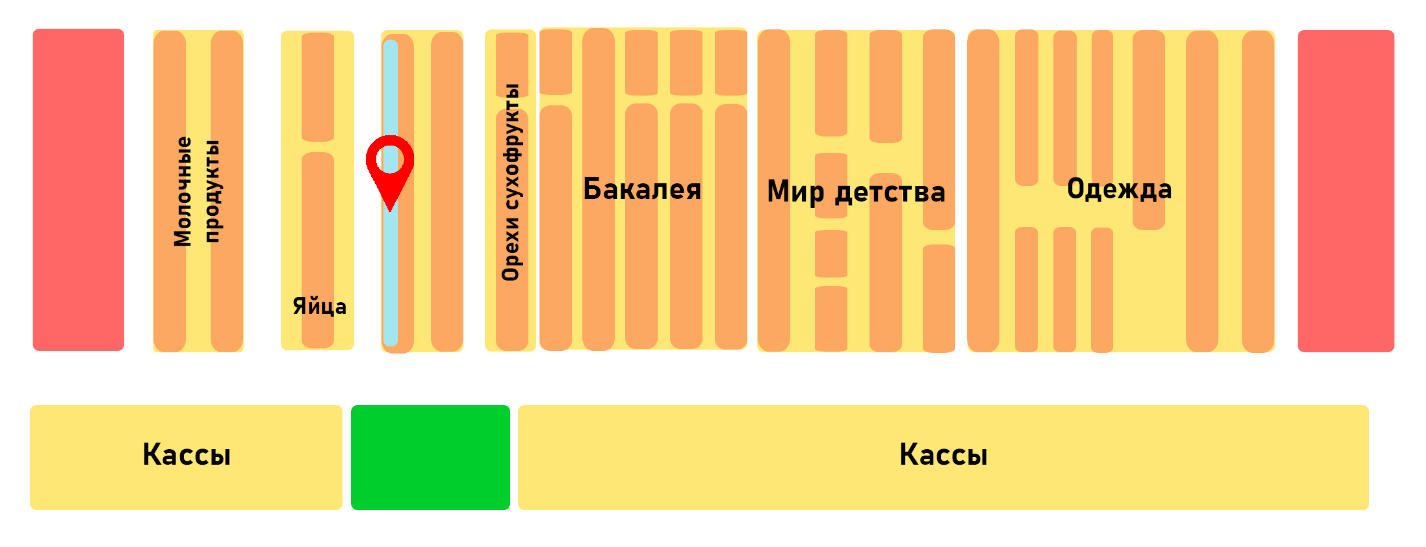 Молочные
продукты
Яйца
Орехи сухофрукты
Бакалея
Мир детства
Одежда
Кассы
Кассы